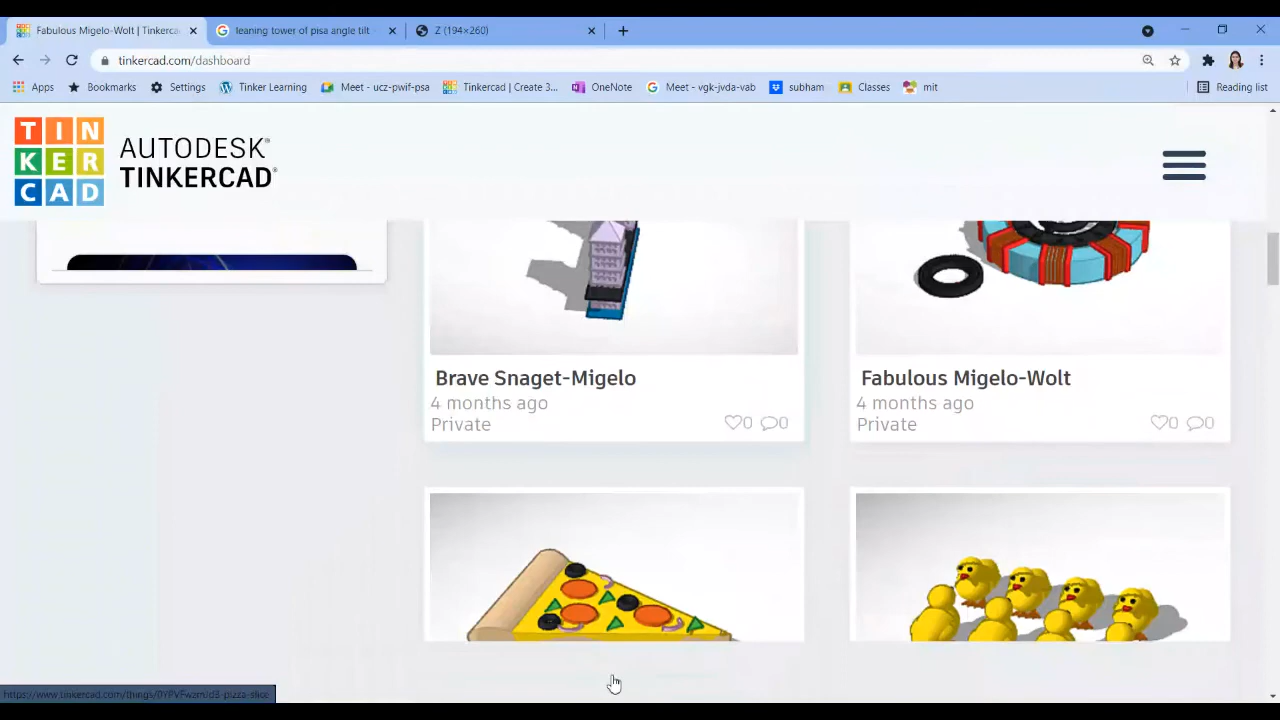 Fabulous Migelo-Wolt | Tinkerca
leaning tower of pisa angle tilt
Z (194×260)
tinkercad.com/dashboard
Apps
Bookmarks
Tinker Learning
Meet - ucz-pwif-psa
Tinkercad | Create 3...
OneNote
Meet - vgk-jvda-vab
subham
Classes
mit
Reading list
TIN
KER
CAD
AUTODESK®
TINKERCAD®
Brave Snaget-Migelo
4 months ago
Private
0 0
Fabulous Migelo-Wolt
4 months ago
Private
0 0